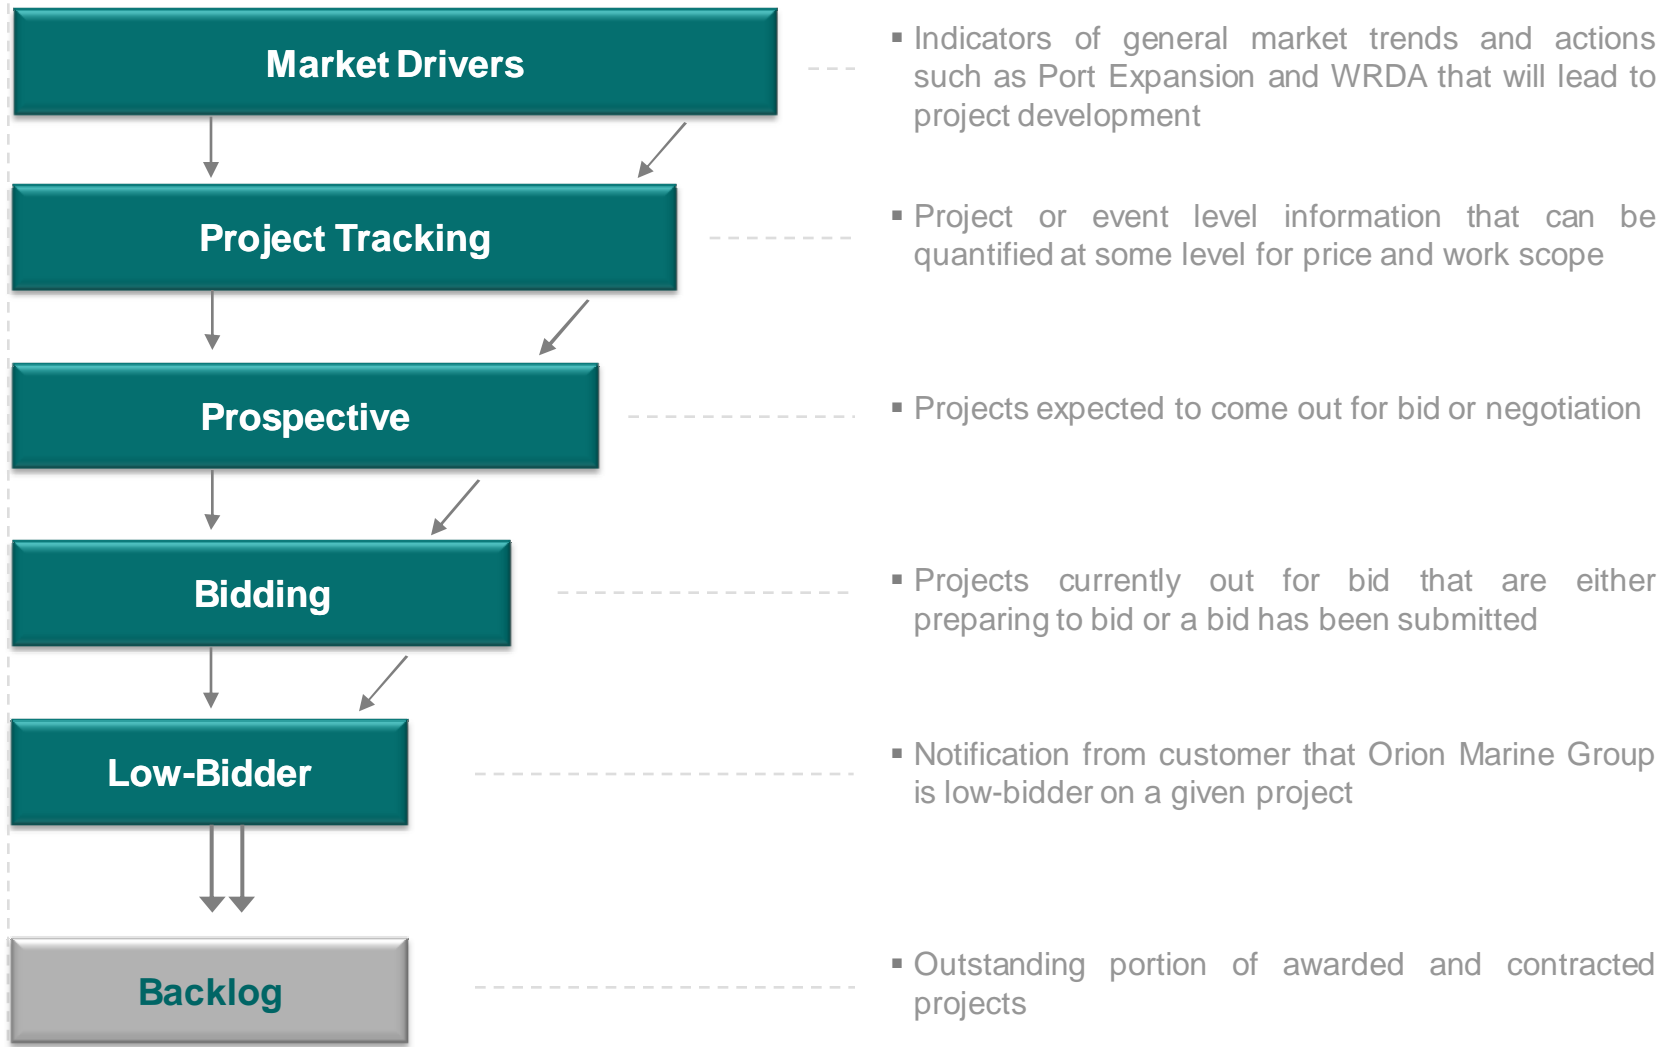 Market Drivers
▪ Indicators of general market trends and actions
such as Port Expansion and WRDA that will lead to
project development
Project Tracking
▪ Project or event level information that can be
quantified at some level for price and work scope
Prospective
▪ Projects expected to come out for bid or negotiation
Bidding
▪ Projects currently out for bid that are either
preparing to bid or a bid has been submitted
Low-Bidder
▪ Notification from customer that Orion Marine Group
is low-bidder on a given project
Backlog
▪ Outstanding portion of awarded and contracted
projects